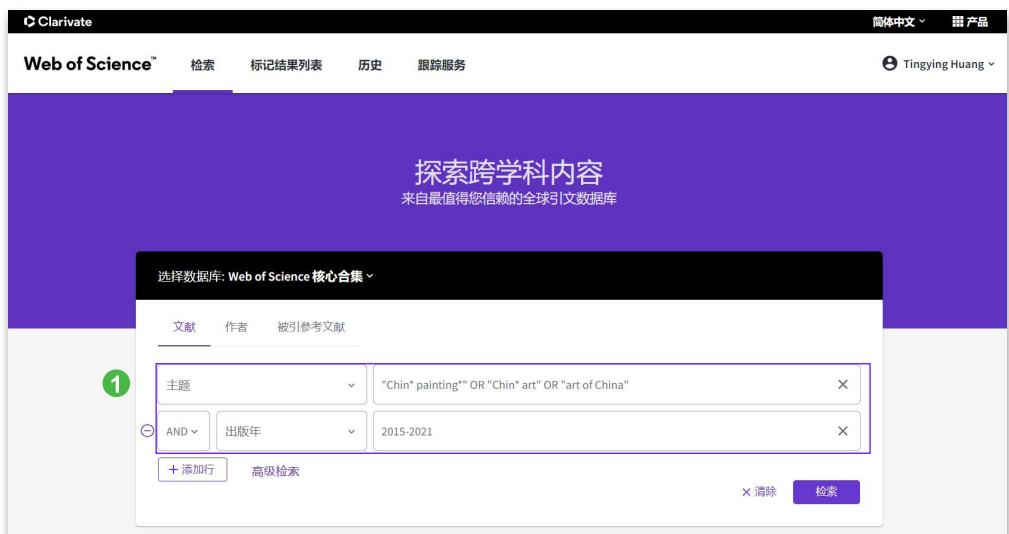 Clarivate 简体中文 产品
Web of Science™ 检索 标记结果列表 历史 跟踪服务 Tingying Huang
探索跨学科内容
来自最值得您信赖的全球引文数据库
选择数据库: Web of Science 核心合集
文献 作者 被引参考文献
1 主题 "Chin* painting*" OR "Chin* art" OR "art of China"
AND 出版年 2015-2021
+ 添加行 高级检索
× 清除 检索